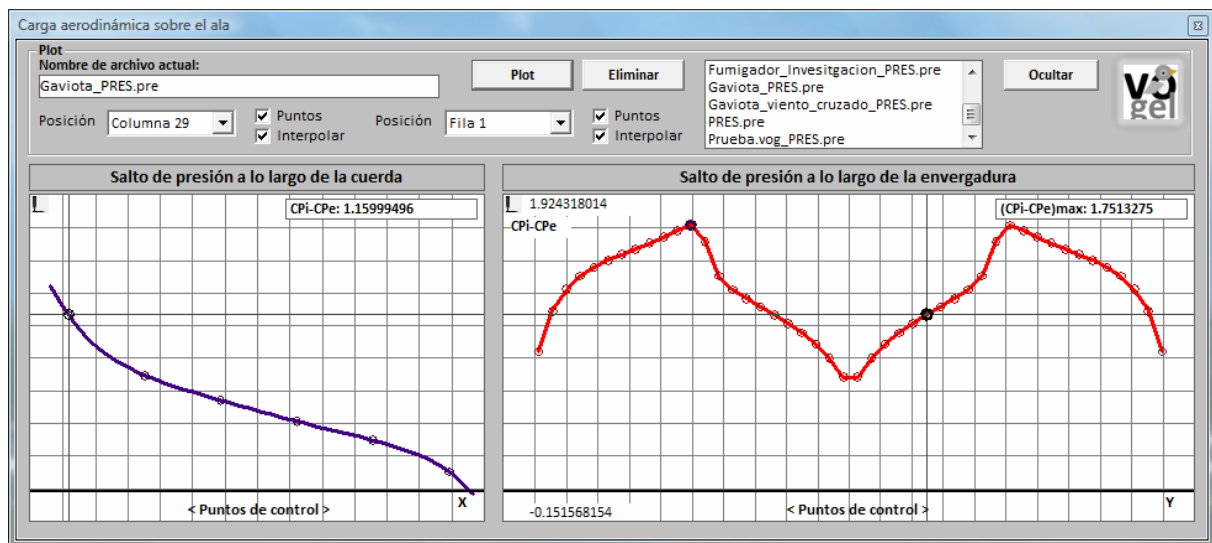 Carga aerodinámica sobre el ala
Plot
Nombre de archivo actual:
Gaviota_PRES.pre
Plot
Eliminar
Fumigador_Invesitgacion_PRES.pre
Gaviota_PRES.pre
Gaviota_viento_cruzado_PRES.pre
PRES.pre
Prueba.vog_PRES.pre
Ocultar
vogel
Posición
Columna 29
Puntos
Interpolar
Posición
Fila 1
Puntos
Interpolar
Salto de presión a lo largo de la cuerda
CPi-CPe: 1.15999496
< Puntos de control >
X
Salto de presión a lo largo de la envergadura
1.924318014
CPi-CPe
(CPi-CPe)max: 1.7513275
-0.151568154
< Puntos de control >
Y